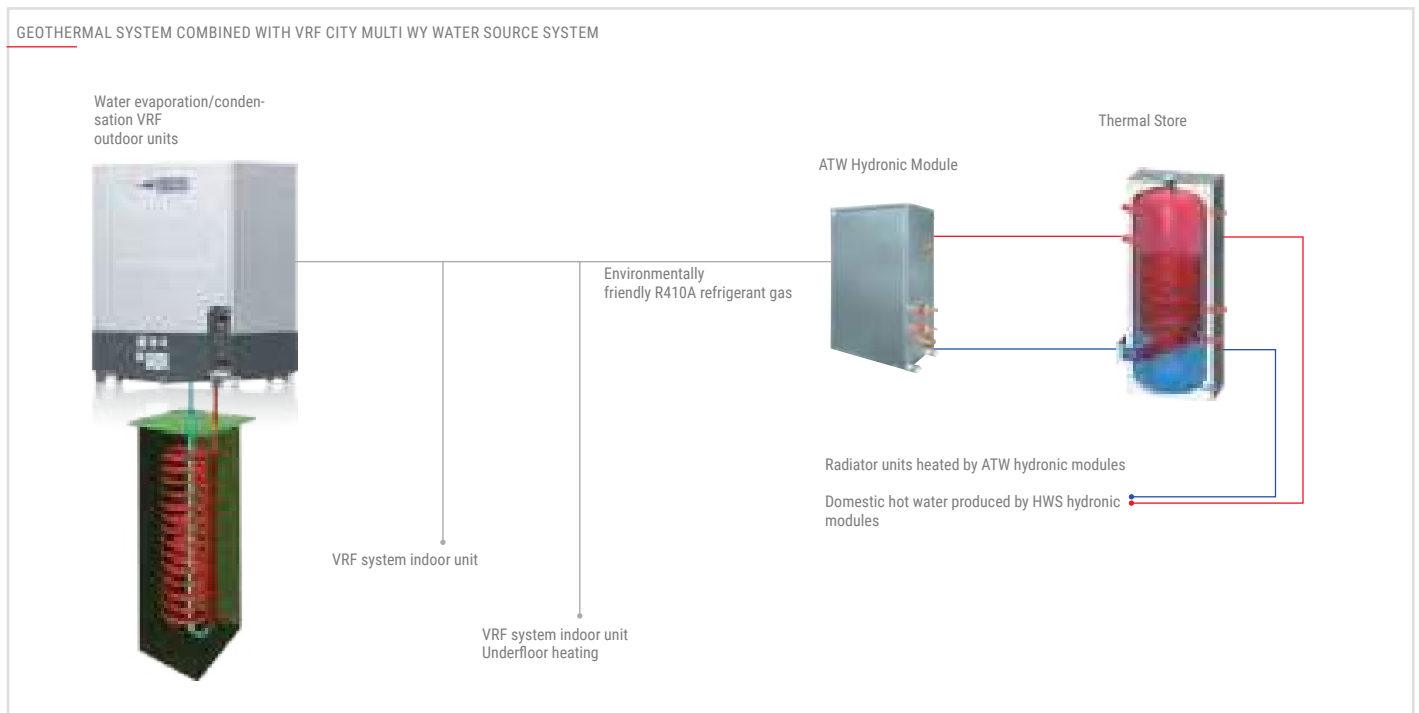 GEOTHERMAL SYSTEM COMBINED WITH VRF CITY MULTI WY WATER SOURCE SYSTEM
Water evaporation/conden-
sation VRF
outdoor units
Thermal Store
ATW Hydronic Module
Environmentally
friendly R410A refrigerant gas
Radiator units heated by ATW hydronic modules
Domestic hot water produced by HWS hydronic
modules
VRF system indoor unit
VRF system indoor unit
Underfloor heating